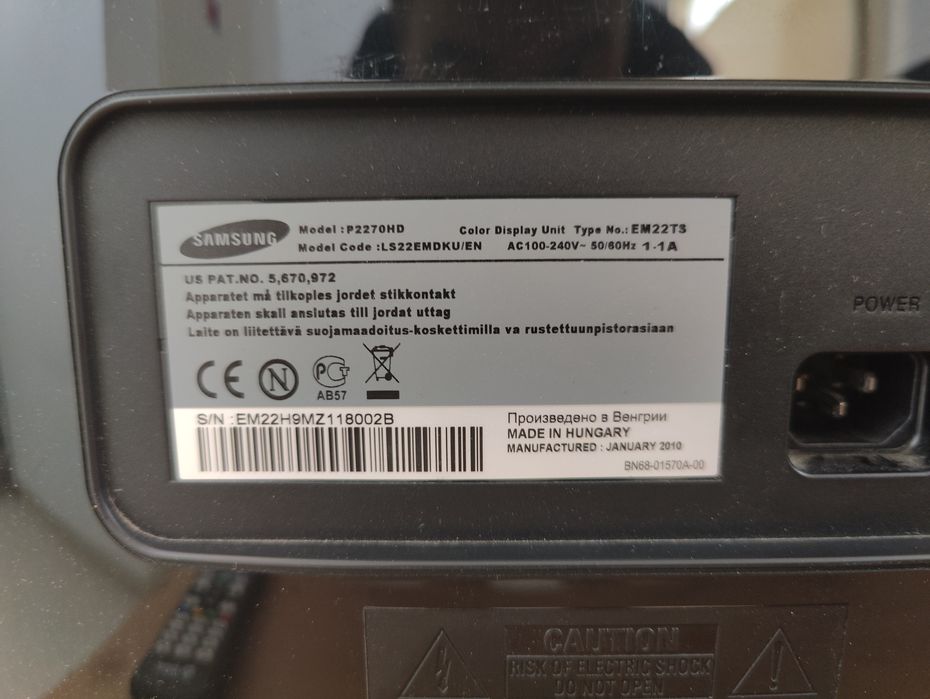 SAMSUNG
Model : P2270HD Color Display Unit Type No.: EM22TS
Model Code : LS22EMDKU/EN AC100-240V~ 50/60Hz 1.1A
US PAT.NO. 5,670,972
Apparatet må tilkoples jordet stikkontakt
Apparaten skall anslutas till jordat uttag
Laite on liitettävä suojamaadoitus-koskettimilla va rustettuunpistorasiaan
CE N PCT
AB57
S/N : EM22H9MZ118002B
Произведено в Венгрии
MADE IN HUNGARY
MANUFACTURED : JANUARY 2010
BN68-01570A-00
POWER
CAUTION
RISK OF ELECTRIC SHOCK
DO NOT OPEN